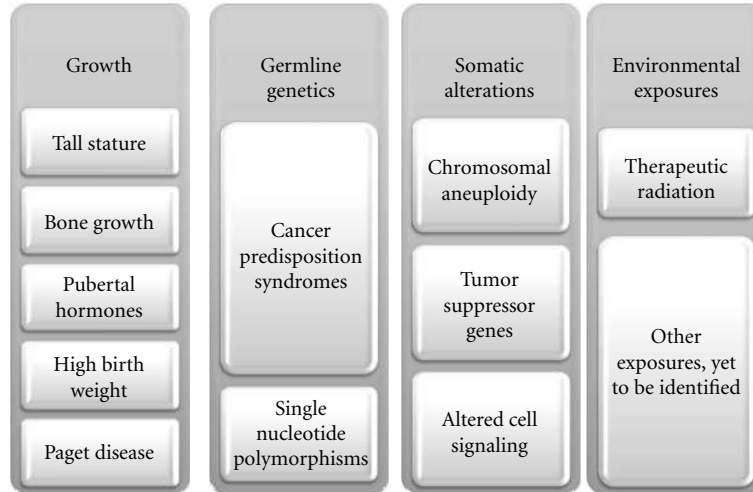 Growth
Tall stature
Bone growth
Pubertal
hormones
High birth
weight
Paget disease
Germline
genetics
Cancer
predisposition
syndromes
Single
nucleotide
polymorphisms
Somatic
alterations
Chromosomal
aneuploidy
Tumor
suppressor
genes
Altered cell
signaling
Environmental
exposures
Therapeutic
radiation
Other
exposures, yet
to be identified